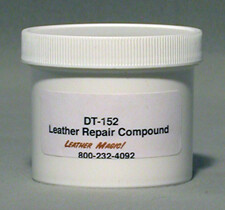 DT-152
Leather Repair Compound
LEATHER MAGIC!
800-232-4092